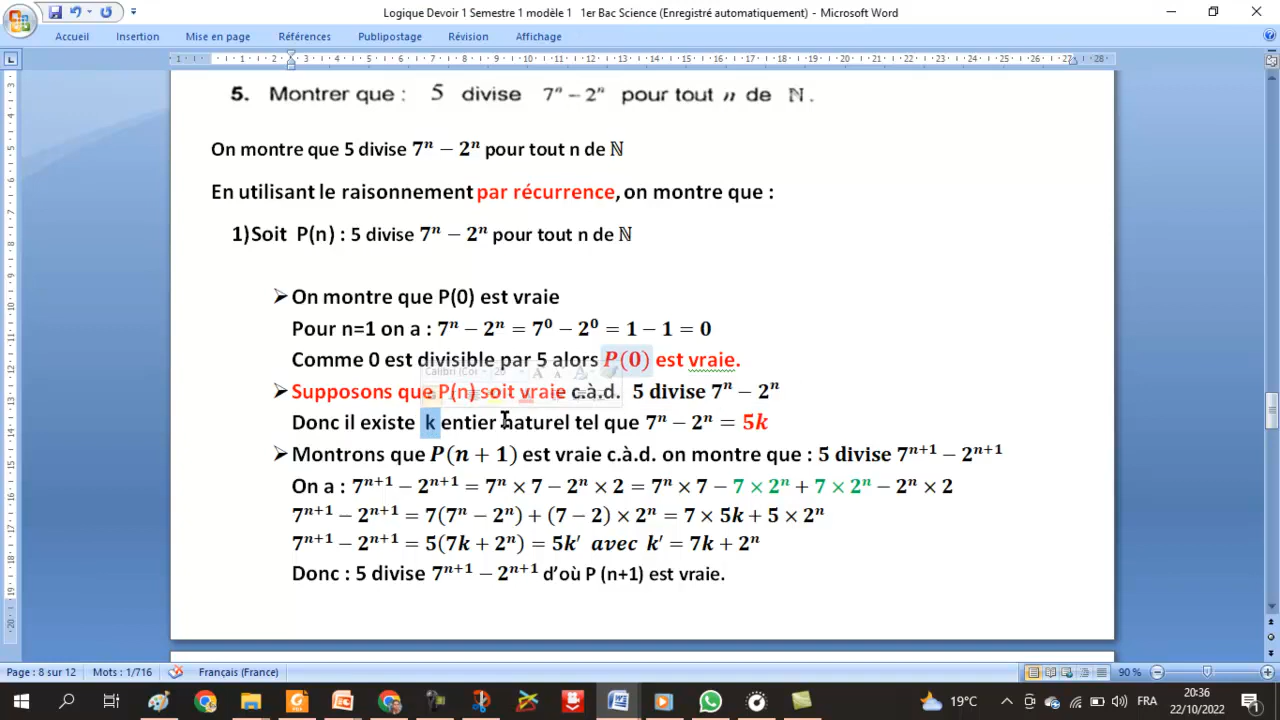 Logique Devoir 1 Semestre 1 modèle 1 1er Bac Science (Enregistré automatiquement) - Microsoft Word
Accueil Insertion Mise en page Références Publipostage Révision Affichage
5. Montrer que : 5 divise 7ⁿ − 2ⁿ pour tout n de ℕ .
On montre que 5 divise 7ⁿ − 2ⁿ pour tout n de ℕ
En utilisant le raisonnement par récurrence, on montre que :
1)Soit P(n) : 5 divise 7ⁿ − 2ⁿ pour tout n de ℕ
➢ On montre que P(0) est vraie
Pour n=1 on a : 7ⁿ − 2ⁿ = 7⁰ − 2⁰ = 1 − 1 = 0
Comme 0 est divisible par 5 alors P(0) est vraie.
➢ Supposons que P(n) soit vraie c.à.d. 5 divise 7ⁿ − 2ⁿ
Donc il existe k entier naturel tel que 7ⁿ − 2ⁿ = 5k
➢ Montrons que P(n + 1) est vraie c.à.d. on montre que : 5 divise 7ⁿ⁺¹ − 2ⁿ⁺¹
On a : 7ⁿ⁺¹ − 2ⁿ⁺¹ = 7ⁿ × 7 − 2ⁿ × 2 = 7ⁿ × 7 − 7 × 2ⁿ + 7 × 2ⁿ − 2ⁿ × 2
7ⁿ⁺¹ − 2ⁿ⁺¹ = 7(7ⁿ − 2ⁿ) + (7 − 2) × 2ⁿ = 7 × 5k + 5 × 2ⁿ
7ⁿ⁺¹ − 2ⁿ⁺¹ = 5(7k + 2ⁿ) = 5k′ avec k′ = 7k + 2ⁿ
Donc : 5 divise 7ⁿ⁺¹ − 2ⁿ⁺¹ d’où P (n+1) est vraie.
Page : 8 sur 12 Mots : 1/716 Français (France) 90 %
19°C FRA 20:36
22/10/2022